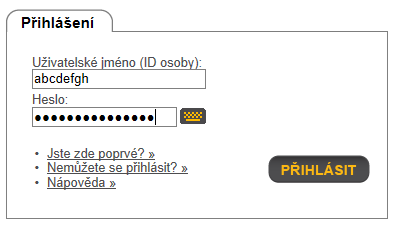 Přihlášení
Uživatelské jméno (ID osoby):
abcdefgh
Heslo:
●●●●●●●●●●●●●●●
• Jste zde poprvé? »
• Nemůžete se přihlásit? »
• Nápověda »
PŘIHLÁSIT